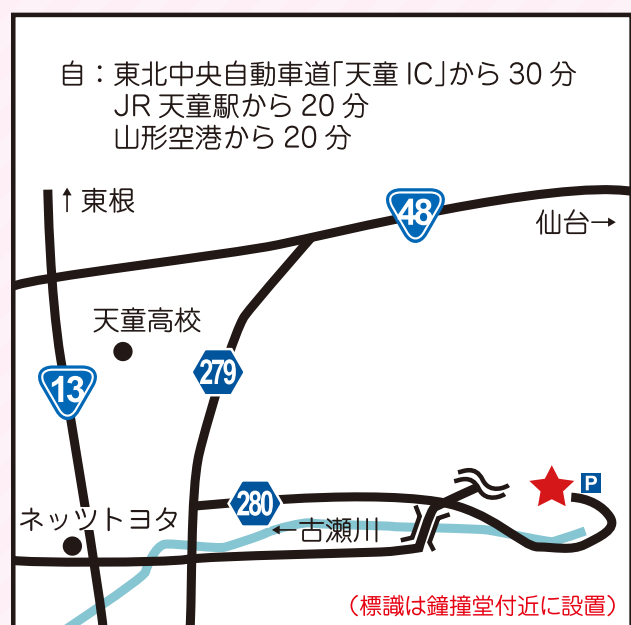 自：東北中央自動車道「天童 IC」から 30 分
JR 天童駅から 20 分
山形空港から 20 分
↑東根
48
仙台→
天童高校
279
13
P
280
ネッツトヨタ
←古瀬川
（標識は鐘撞堂付近に設置）